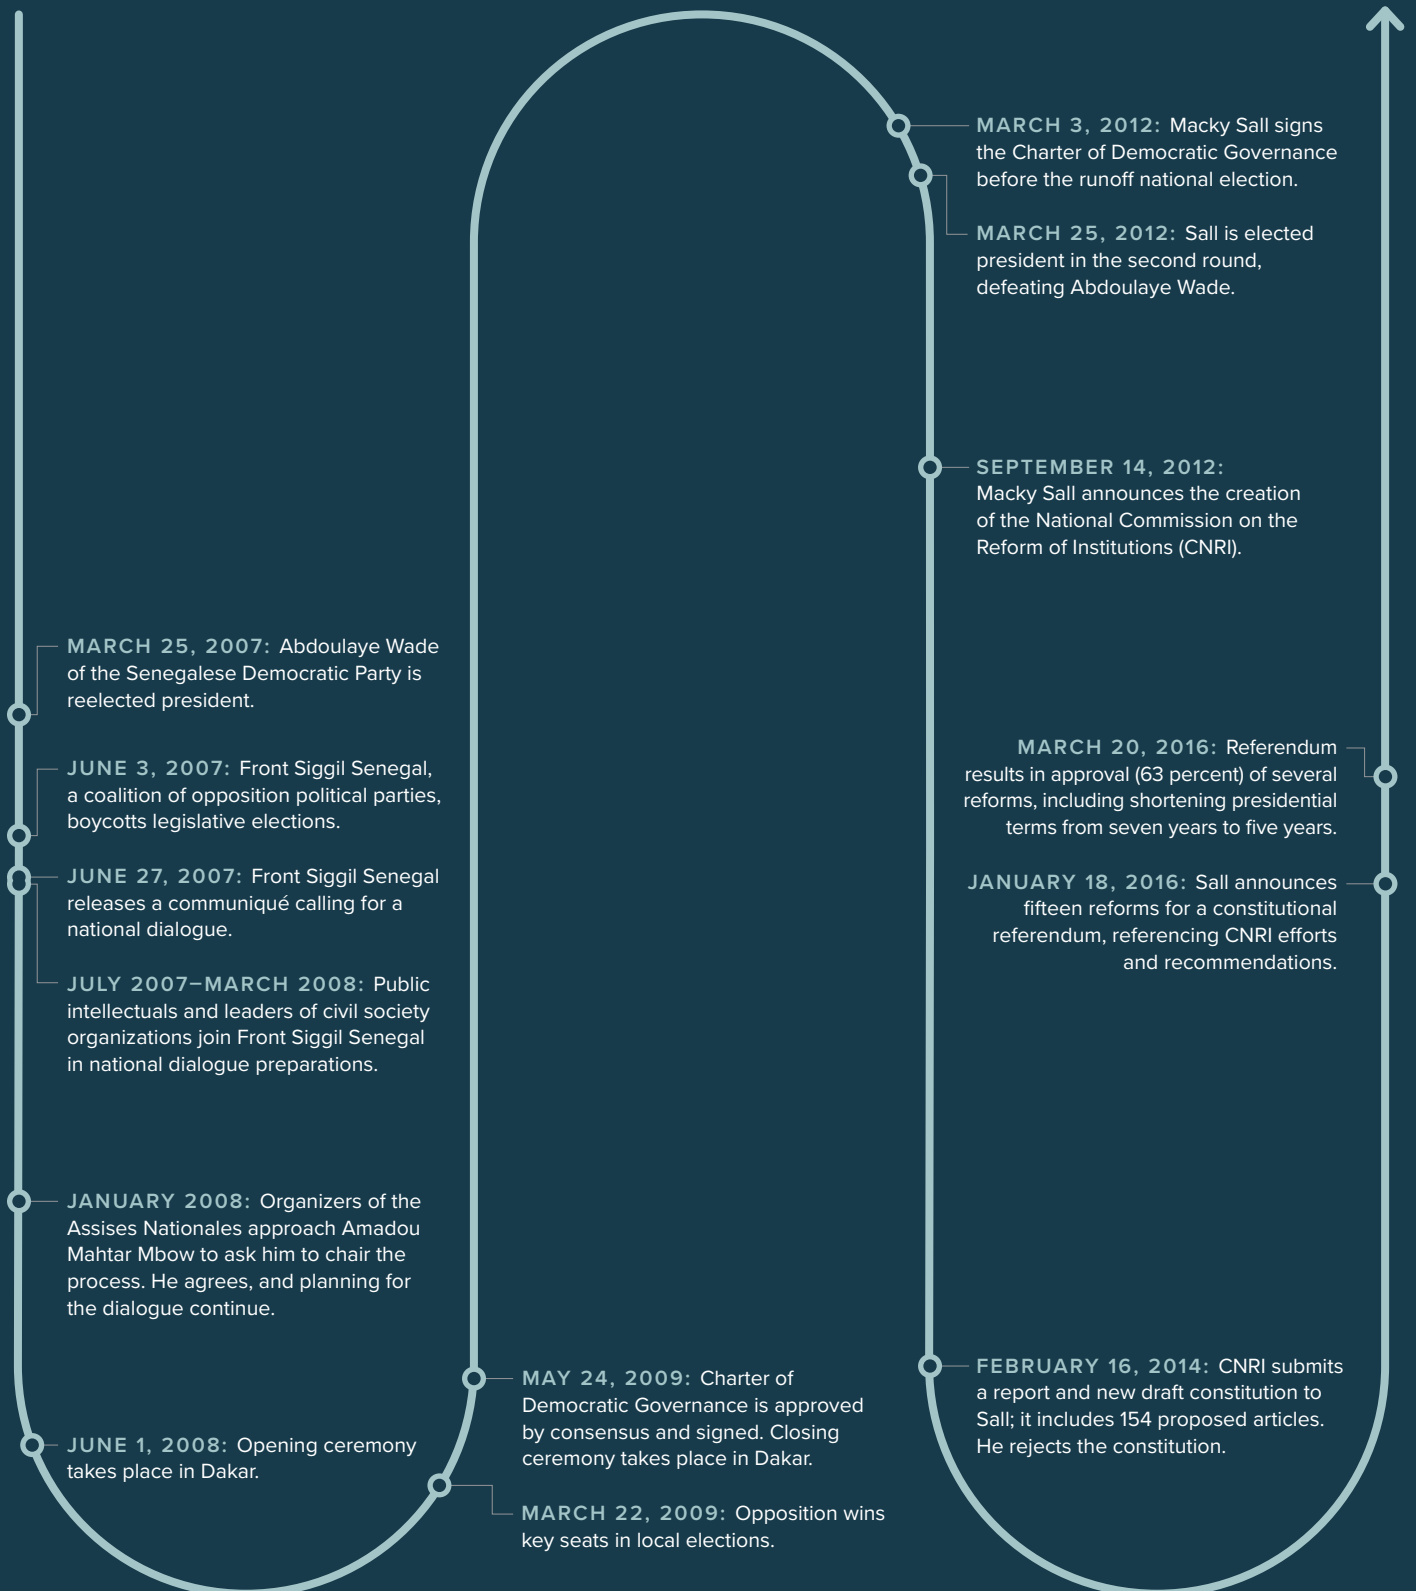 MARCH 25, 2007: Abdoulaye Wade
of the Senegalese Democratic Party is
reelected president.
JUNE 3, 2007: Front Siggil Senegal,
a coalition of opposition political parties,
boycotts legislative elections.
JUNE 27, 2007: Front Siggil Senegal
releases a communiqué calling for a
national dialogue.
JULY 2007–MARCH 2008: Public
intellectuals and leaders of civil society
organizations join Front Siggil Senegal
in national dialogue preparations.
JANUARY 2008: Organizers of the
Assises Nationales approach Amadou
Mahtar Mbow to ask him to chair the
process. He agrees, and planning for
the dialogue continue.
JUNE 1, 2008: Opening ceremony
takes place in Dakar.
MAY 24, 2009: Charter of
Democratic Governance is approved
by consensus and signed. Closing
ceremony takes place in Dakar.
MARCH 22, 2009: Opposition wins
key seats in local elections.
MARCH 3, 2012: Macky Sall signs
the Charter of Democratic Governance
before the runoff national election.
MARCH 25, 2012: Sall is elected
president in the second round,
defeating Abdoulaye Wade.
SEPTEMBER 14, 2012:
Macky Sall announces the creation
of the National Commission on the
Reform of Institutions (CNRI).
MARCH 20, 2016: Referendum
results in approval (63 percent) of several
reforms, including shortening presidential
terms from seven years to five years.
JANUARY 18, 2016: Sall announces
fifteen reforms for a constitutional
referendum, referencing CNRI efforts
and recommendations.
FEBRUARY 16, 2014: CNRI submits
a report and new draft constitution to
Sall; it includes 154 proposed articles.
He rejects the constitution.